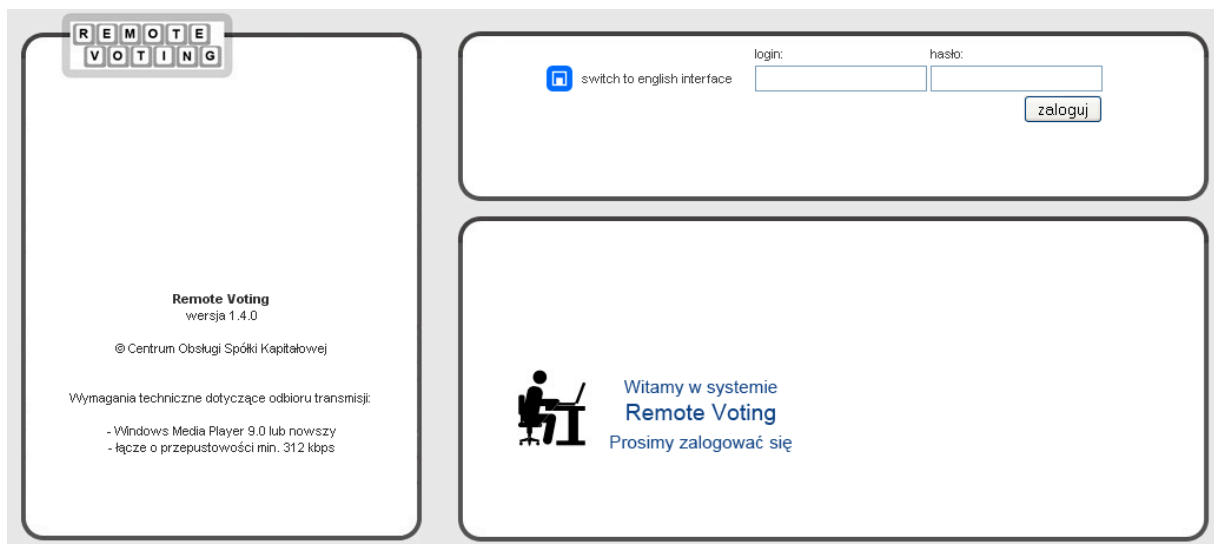 REMOTE
VOTING
Remote Voting
wersja 1.4.0
© Centrum Obsługi Spółki Kapitałowej
Wymagania techniczne dotyczące odbioru transmisji:
- Windows Media Player 9.0 lub nowszy
- łącze o przepustowości min. 312 kbps
login: hasło:
switch to english interface
zaloguj
Witamy w systemie
Remote Voting
Prosimy zalogować się